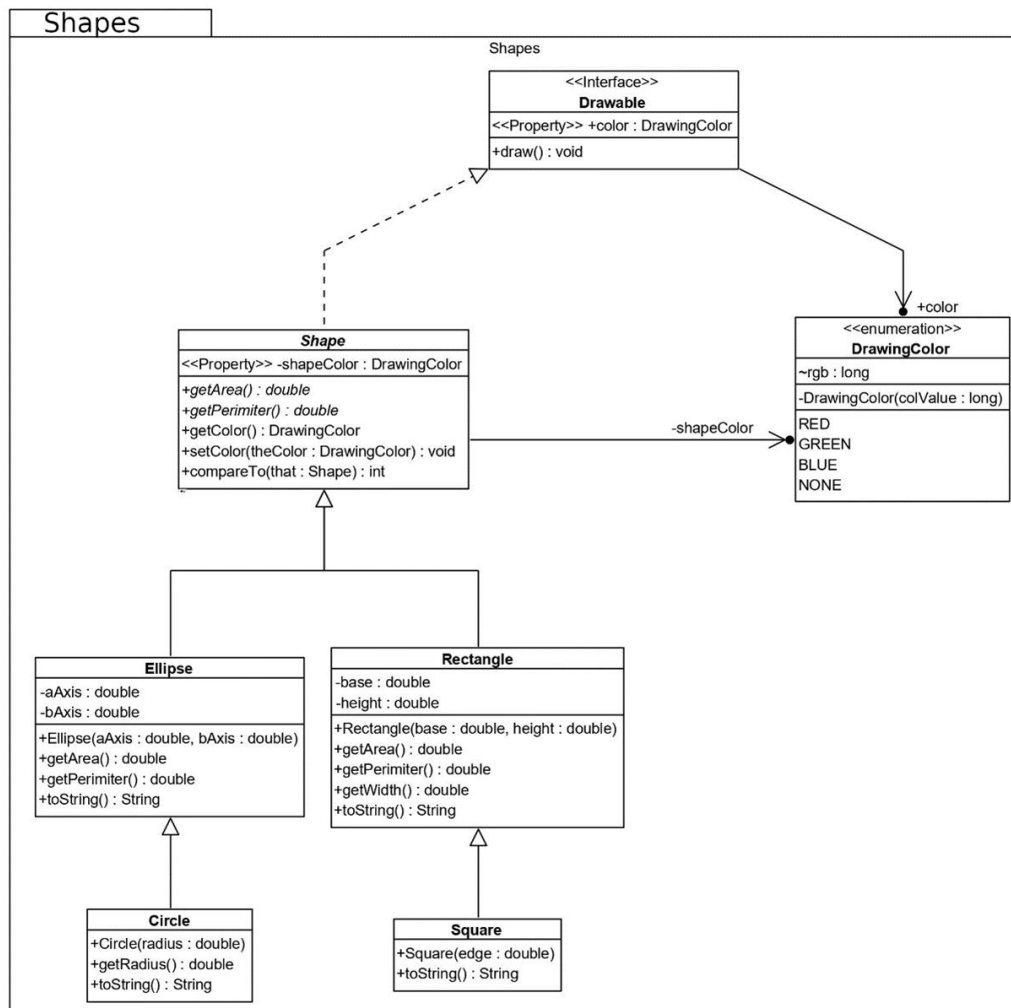 Shapes
Shapes
<<Interface>>
Drawable
<<Property>> +color : DrawingColor
+draw() : void
+color
<<enumeration>>
DrawingColor
~rgb : long
-DrawingColor(colValue : long)
RED
GREEN
BLUE
NONE
Shape
<<Property>> -shapeColor : DrawingColor
+getArea() : double
+getPerimiter() : double
+getColor() : DrawingColor
+setColor(theColor : DrawingColor) : void
+compareTo(that : Shape) : int
-shapeColor
Ellipse
-aAxis : double
-bAxis : double
+Ellipse(aAxis : double, bAxis : double)
+getArea() : double
+getPerimiter() : double
+toString() : String
Rectangle
-base : double
-height : double
+Rectangle(base : double, height : double)
+getArea() : double
+getPerimiter() : double
+getWidth() : double
+toString() : String
Circle
+Circle(radius : double)
+getRadius() : double
+toString() : String
Square
+Square(edge : double)
+toString() : String